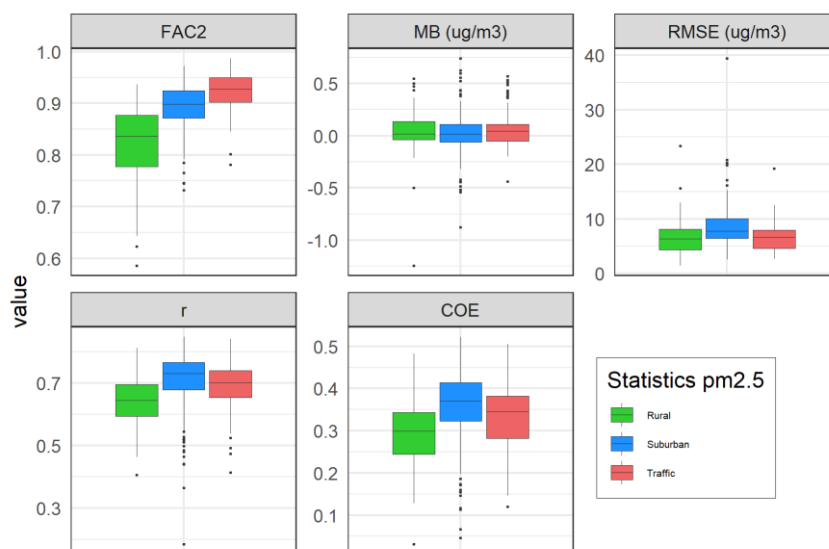 FAC2
MB (ug/m3)
RMSE (ug/m3)
1.0
0.9
0.8
0.7
0.6
0.5
0.0
-0.5
-1.0
40
30
20
10
0
value
r
COE
0.7
0.5
0.3
0.5
0.4
0.3
0.2
0.1
Statistics pm2.5
Rural
Suburban
Traffic